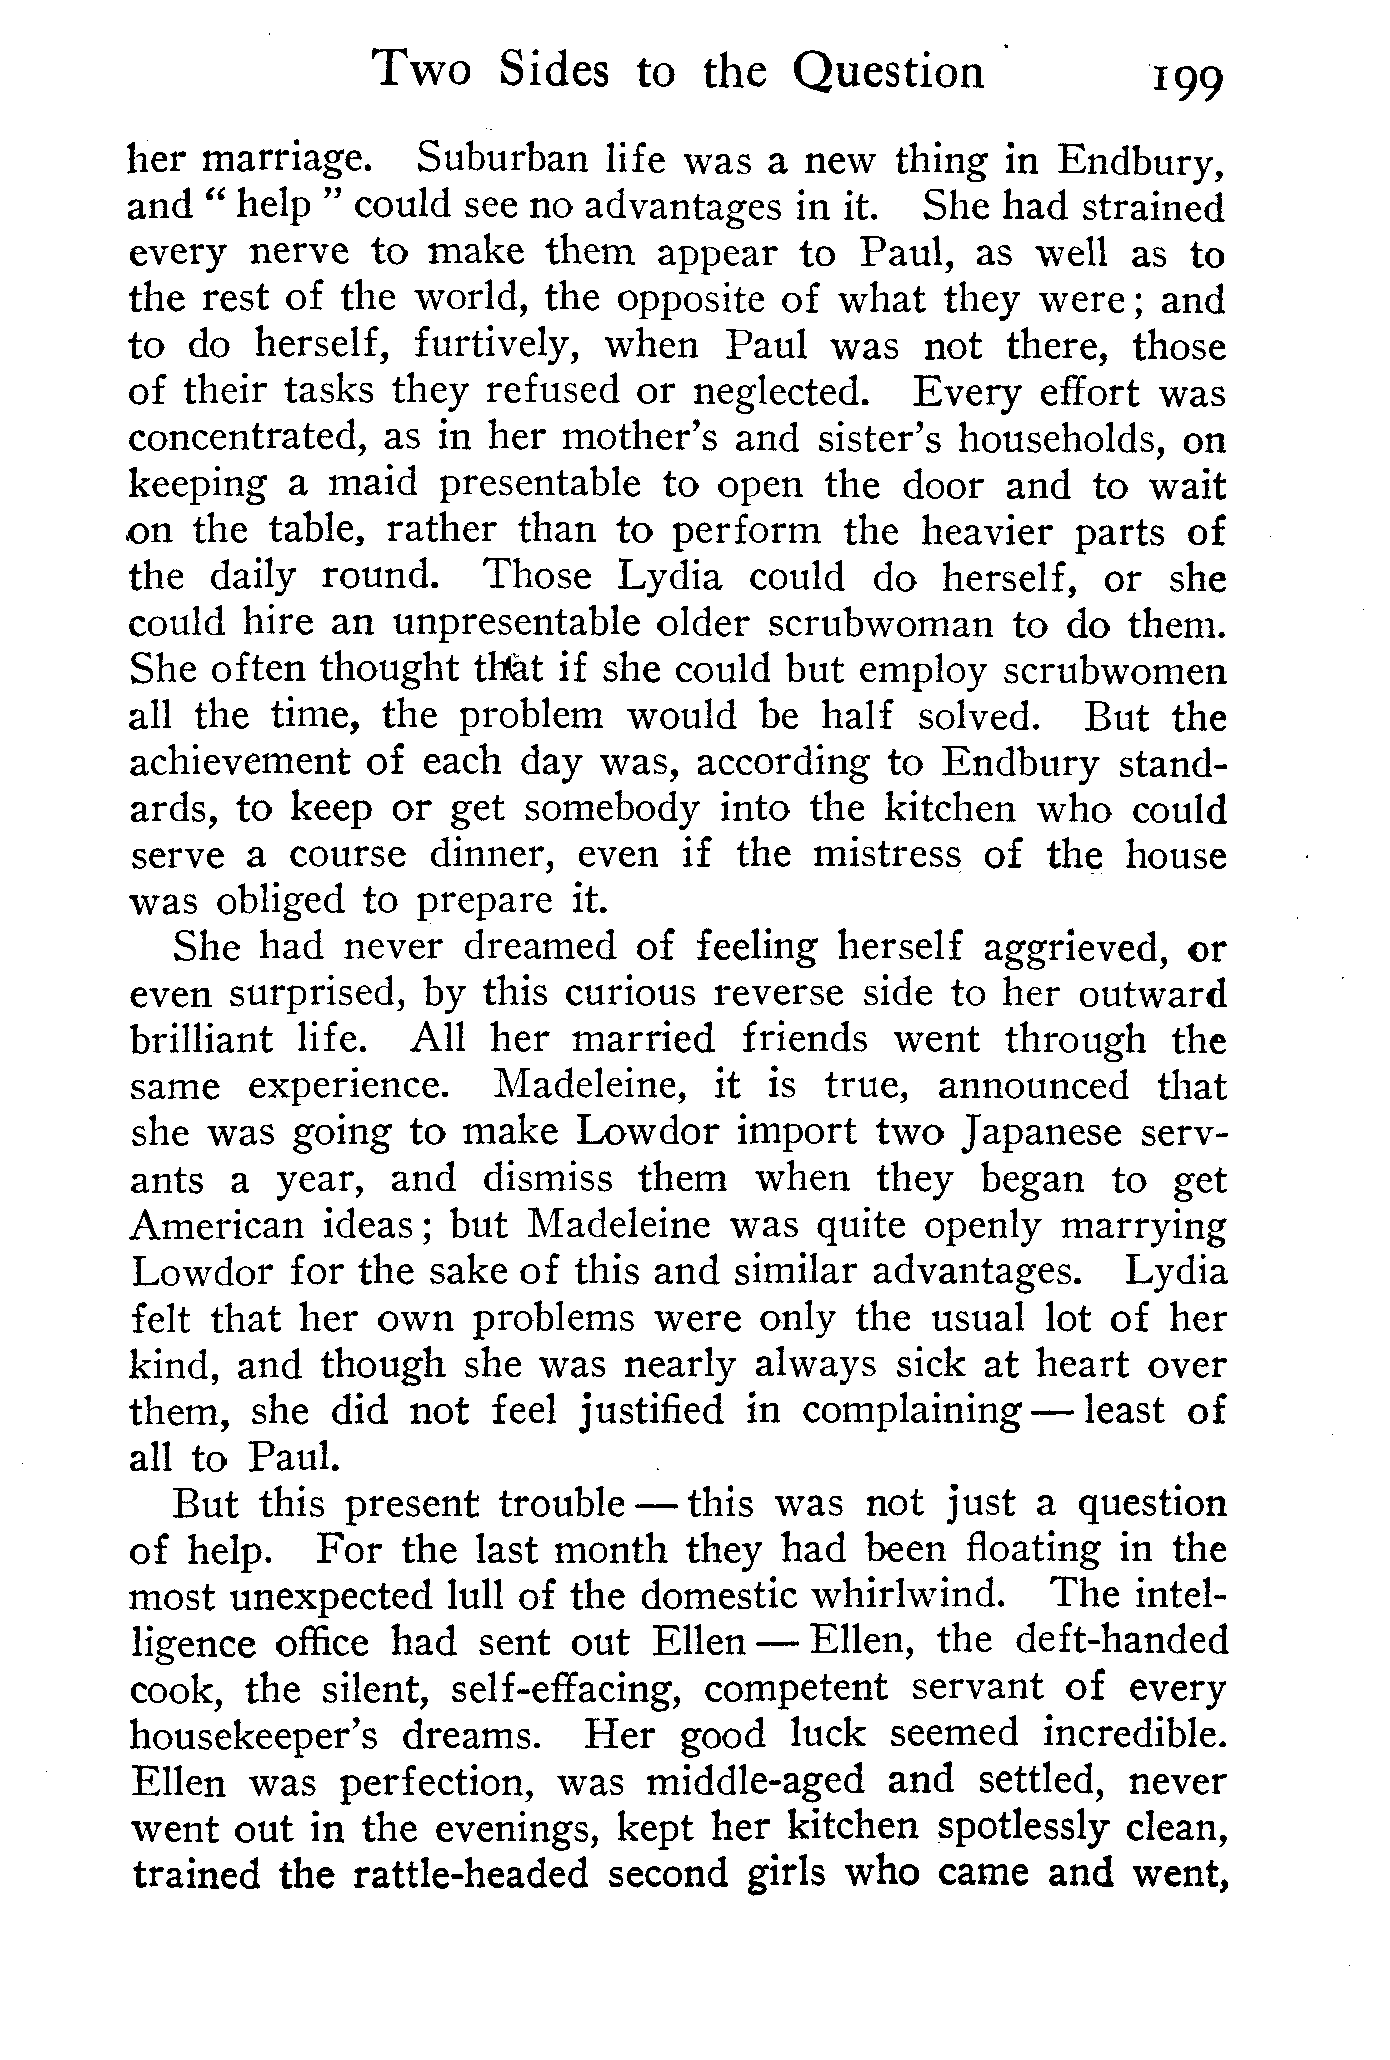 Two Sides to the Question 199
her marriage. Suburban life was a new thing in Endbury,
and “ help ” could see no advantages in it. She had strained
every nerve to make them appear to Paul, as well as to
the rest of the world, the opposite of what they were; and
to do herself, furtively, when Paul was not there, those
of their tasks they refused or neglected. Every effort was
concentrated, as in her mother’s and sister’s households, on
keeping a maid presentable to open the door and to wait
on the table, rather than to perform the heavier parts of
the daily round. Those Lydia could do herself, or she
could hire an unpresentable older scrubwoman to do them.
She often thought that if she could but employ scrubwomen
all the time, the problem would be half solved. But the
achievement of each day was, according to Endbury stand-
ards, to keep or get somebody into the kitchen who could
serve a course dinner, even if the mistress of the house
was obliged to prepare it.
She had never dreamed of feeling herself aggrieved, or
even surprised, by this curious reverse side to her outward
brilliant life. All her married friends went through the
same experience. Madeleine, it is true, announced that
she was going to make Lowdor import two Japanese serv-
ants a year, and dismiss them when they began to get
American ideas; but Madeleine was quite openly marrying
Lowdor for the sake of this and similar advantages. Lydia
felt that her own problems were only the usual lot of her
kind, and though she was nearly always sick at heart over
them, she did not feel justified in complaining — least of
all to Paul.
But this present trouble — this was not just a question
of help. For the last month they had been floating in the
most unexpected lull of the domestic whirlwind. The intel-
ligence office had sent out Ellen — Ellen, the deft-handed
cook, the silent, self-effacing, competent servant of every
housekeeper’s dreams. Her good luck seemed incredible.
Ellen was perfection, was middle-aged and settled, never
went out in the evenings, kept her kitchen spotlessly clean,
trained the rattle-headed second girls who came and went,